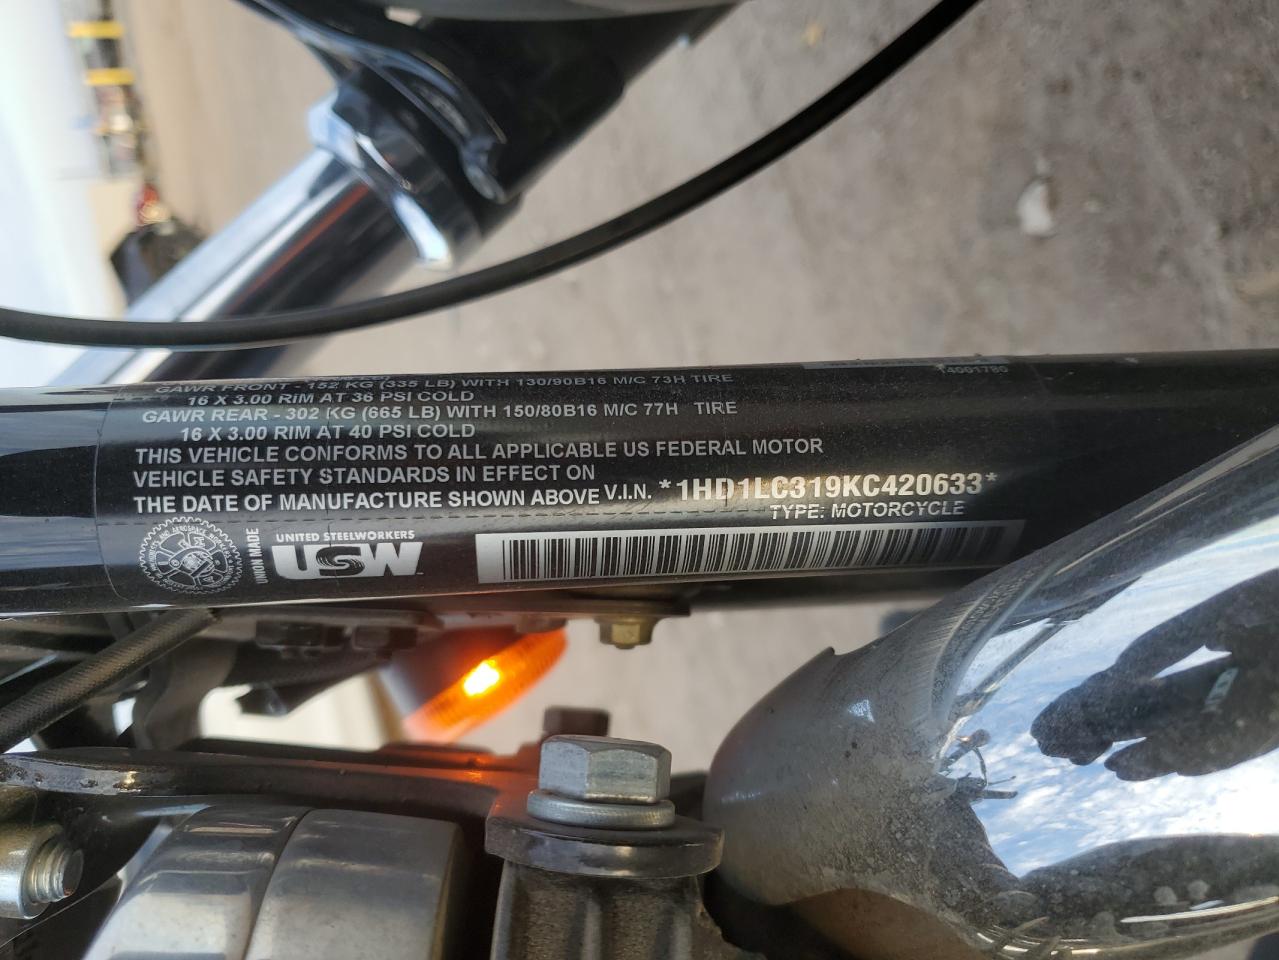 GAWR FRONT - 152 KG (335 LB) WITH 130/90B16 M/C 73H TIRE
16 X 3.00 RIM AT 36 PSI COLD
GAWR REAR - 302 KG (665 LB) WITH 150/80B16 M/C 77H TIRE
16 X 3.00 RIM AT 40 PSI COLD
THIS VEHICLE CONFORMS TO ALL APPLICABLE US FEDERAL MOTOR
VEHICLE SAFETY STANDARDS IN EFFECT ON
THE DATE OF MANUFACTURE SHOWN ABOVE V.I.N. *1HD1LC319KC420633*
TYPE: MOTORCYCLE
UNION MADE
UNITED STEELWORKERS
USW